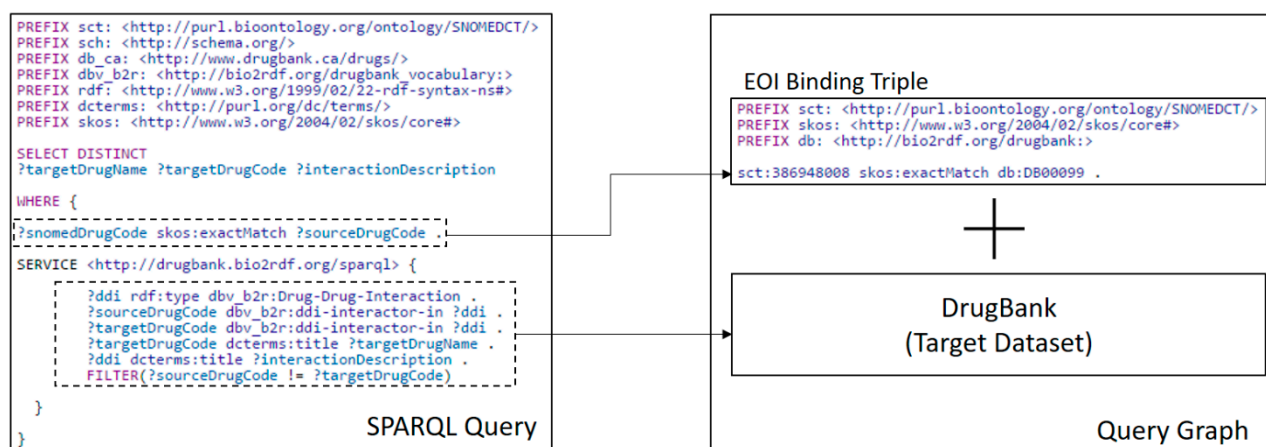 PREFIX sct: <http://purl.bioontology.org/ontology/SNOMEDCT/>
PREFIX sch: <http://schema.org/>
PREFIX db_ca: <http://www.drugbank.ca/drugs/>
PREFIX dbv_b2r: <http://bio2rdf.org/drugbank_vocabulary:>
PREFIX rdf: <http://www.w3.org/1999/02/22-rdf-syntax-ns#>
PREFIX dcterms: <http://purl.org/dc/terms/>
PREFIX skos: <http://www.w3.org/2004/02/skos/core#>
SELECT DISTINCT
?targetDrugName ?targetDrugCode ?interactionDescription
WHERE {
?snomedDrugCode skos:exactMatch ?sourceDrugCode .
SERVICE <http://drugbank.bio2rdf.org/sparql> {
?ddi rdf:type dbv_b2r:Drug-Drug-Interaction .
?sourceDrugCode dbv_b2r:ddi-interactor-in ?ddi .
?targetDrugCode dbv_b2r:ddi-interactor-in ?ddi .
?targetDrugCode dcterms:title ?targetDrugName .
?ddi dcterms:title ?interactionDescription .
FILTER(?sourceDrugCode != ?targetDrugCode)
}
}
SPARQL Query
EOI Binding Triple
PREFIX sct: <http://purl.bioontology.org/ontology/SNOMEDCT/>
PREFIX skos: <http://www.w3.org/2004/02/skos/core#>
PREFIX db: <http://bio2rdf.org/drugbank:>
sct:386948008 skos:exactMatch db:DB00099 .
DrugBank
(Target Dataset)
Query Graph